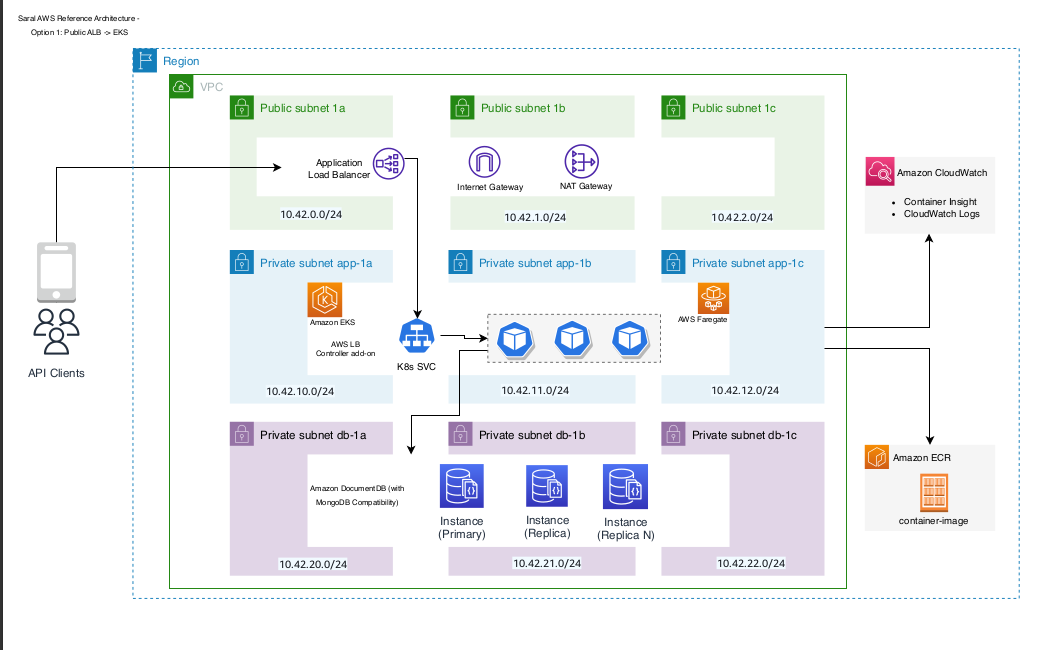 Saral AWS Reference Architecture -
Option 1: Public ALB -> EKS
Region
VPC
Public subnet 1a
Public subnet 1b
Public subnet 1c
Application
Load Balancer
Internet Gateway
NAT Gateway
10.42.0.0/24
10.42.1.0/24
10.42.2.0/24
Amazon CloudWatch
• Container Insight
• CloudWatch Logs
Private subnet app-1a
Private subnet app-1b
Private subnet app-1c
Amazon EKS
AWS LB
Controller add-on
K8s SVC
AWS Faregate
10.42.10.0/24
10.42.11.0/24
10.42.12.0/24
API Clients
Private subnet db-1a
Private subnet db-1b
Private subnet db-1c
Amazon DocumentDB (with
MongoDB Compatibility)
Instance
(Primary)
Instance
(Replica)
Instance
(Replica N)
10.42.20.0/24
10.42.21.0/24
10.42.22.0/24
Amazon ECR
container-image